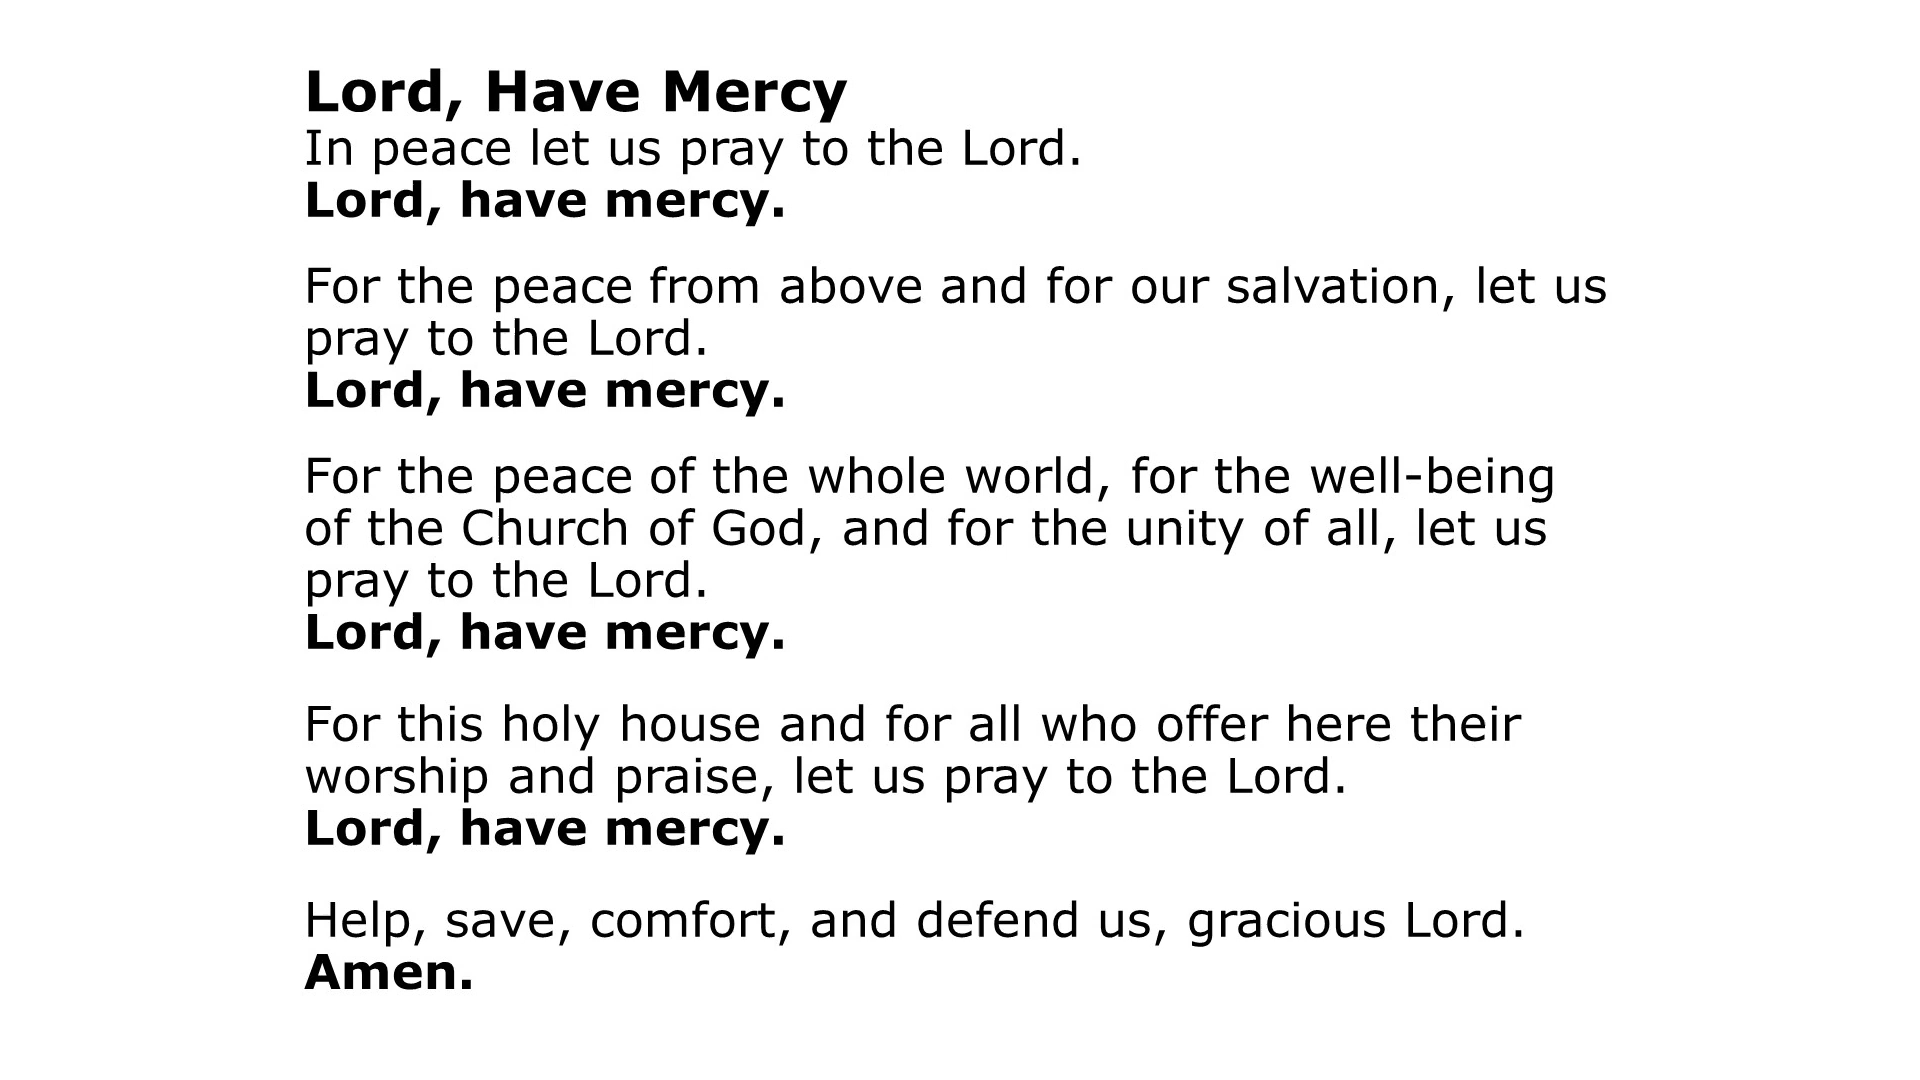 Lord, Have Mercy
In peace let us pray to the Lord.
Lord, have mercy.
For the peace from above and for our salvation, let us
pray to the Lord.
Lord, have mercy.
For the peace of the whole world, for the well-being
of the Church of God, and for the unity of all, let us
pray to the Lord.
Lord, have mercy.
For this holy house and for all who offer here their
worship and praise, let us pray to the Lord.
Lord, have mercy.
Help, save, comfort, and defend us, gracious Lord.
Amen.